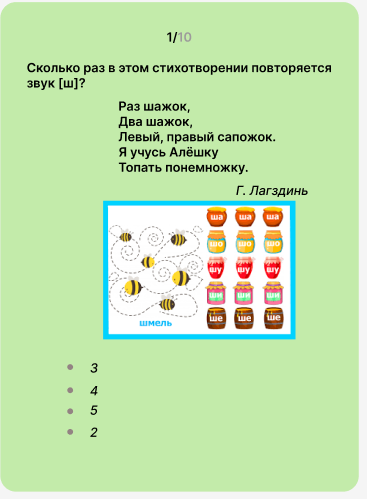 1/10
Сколько раз в этом стихотворении повторяется
звук [ш]?
Раз шажок,
Два шажок,
Левый, правый сапожок.
Я учусь Алёшку
Топать понемножку.
Г. Лагздинь
ша ша ша
шо шо шо
шу шу шу
ши ши ши
ше ше ше
шмель
3
4
5
2